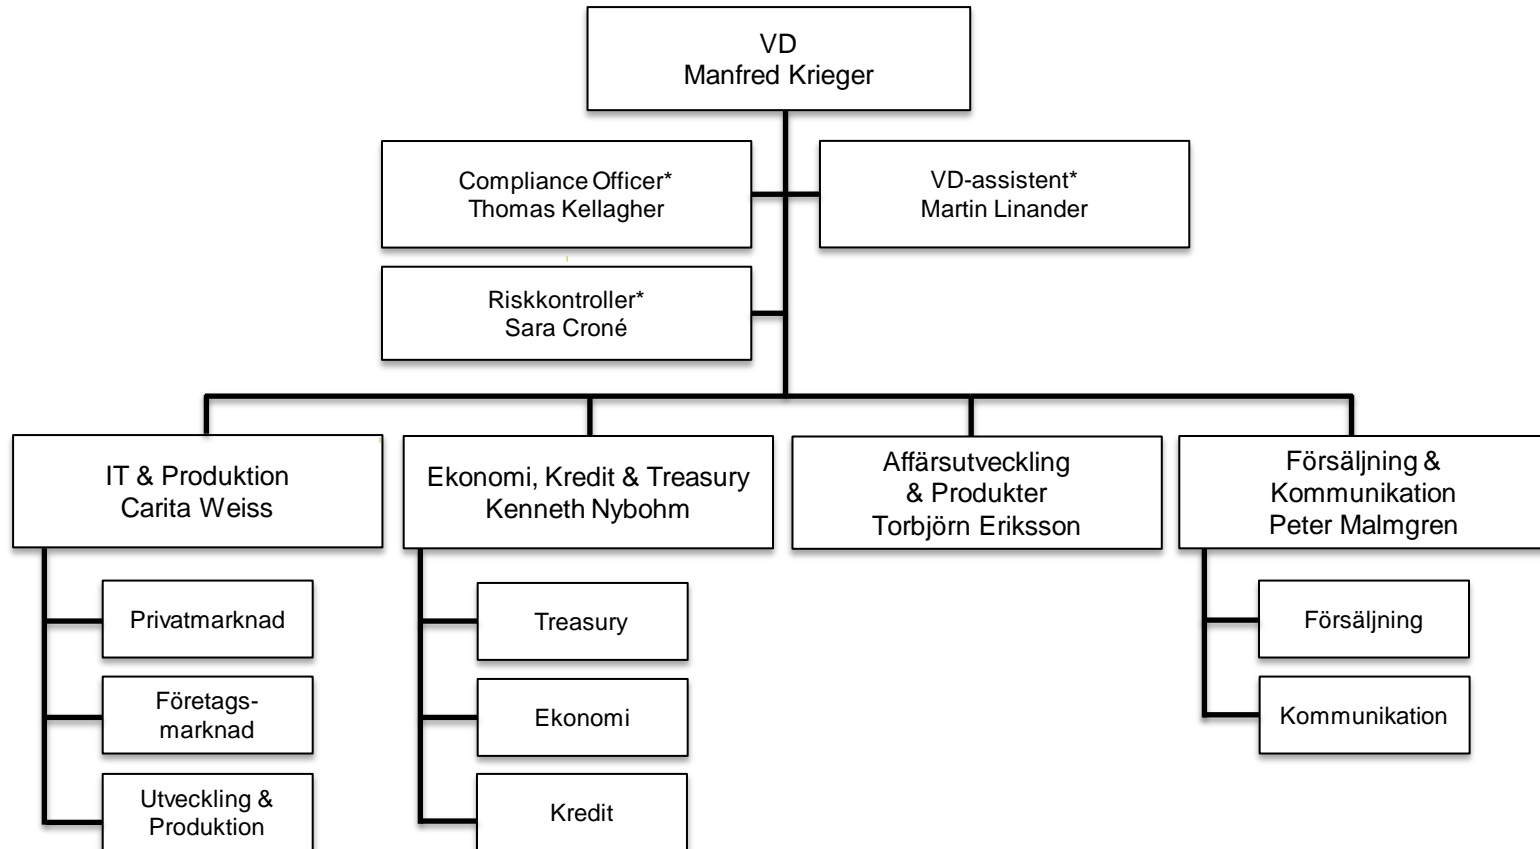 VD
Manfred Krieger
Compliance Officer*
Thomas Kellagher
VD-assistent*
Martin Linander
Riskkontroller*
Sara Croné
IT & Produktion
Carita Weiss
Ekonomi, Kredit & Treasury
Kenneth Nybohm
Affärsutveckling
& Produkter
Torbjörn Eriksson
Försäljning &
Kommunikation
Peter Malmgren
Privatmarknad
Företags-
marknad
Utveckling &
Produktion
Treasury
Ekonomi
Kredit
Försäljning
Kommunikation